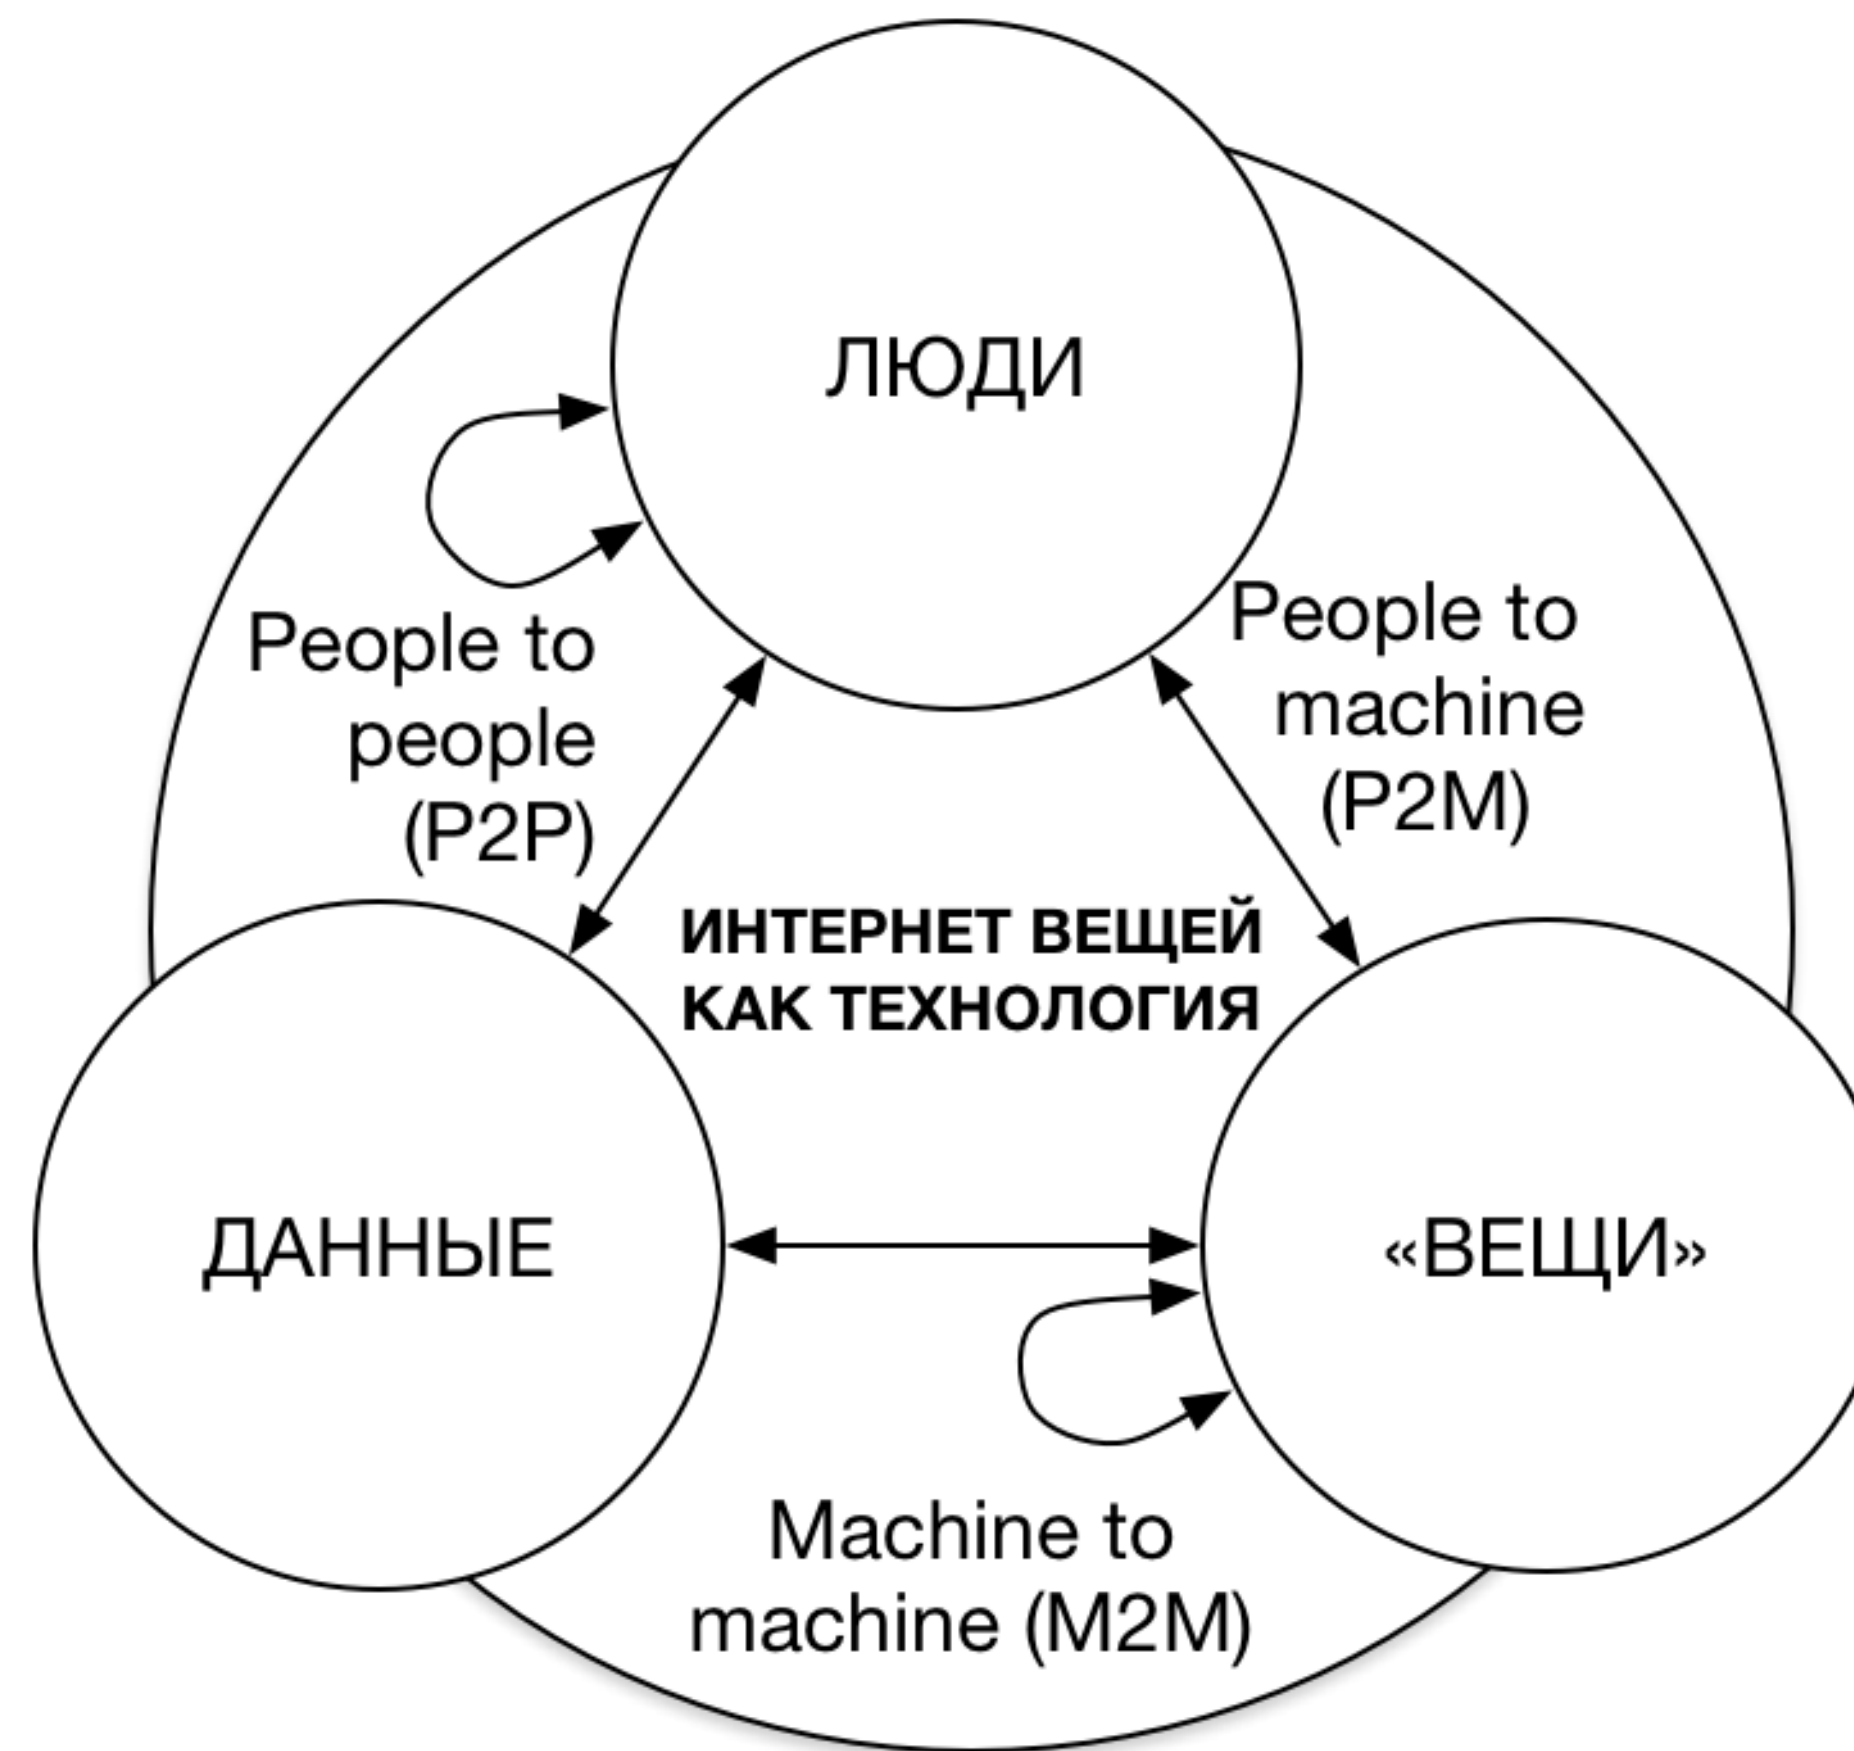 ЛЮДИ
People to
people
(P2P)
People to
machine
(P2M)
ИНТЕРНЕТ ВЕЩЕЙ
КАК ТЕХНОЛОГИЯ
ДАННЫЕ
«ВЕЩИ»
Machine to
machine (M2M)